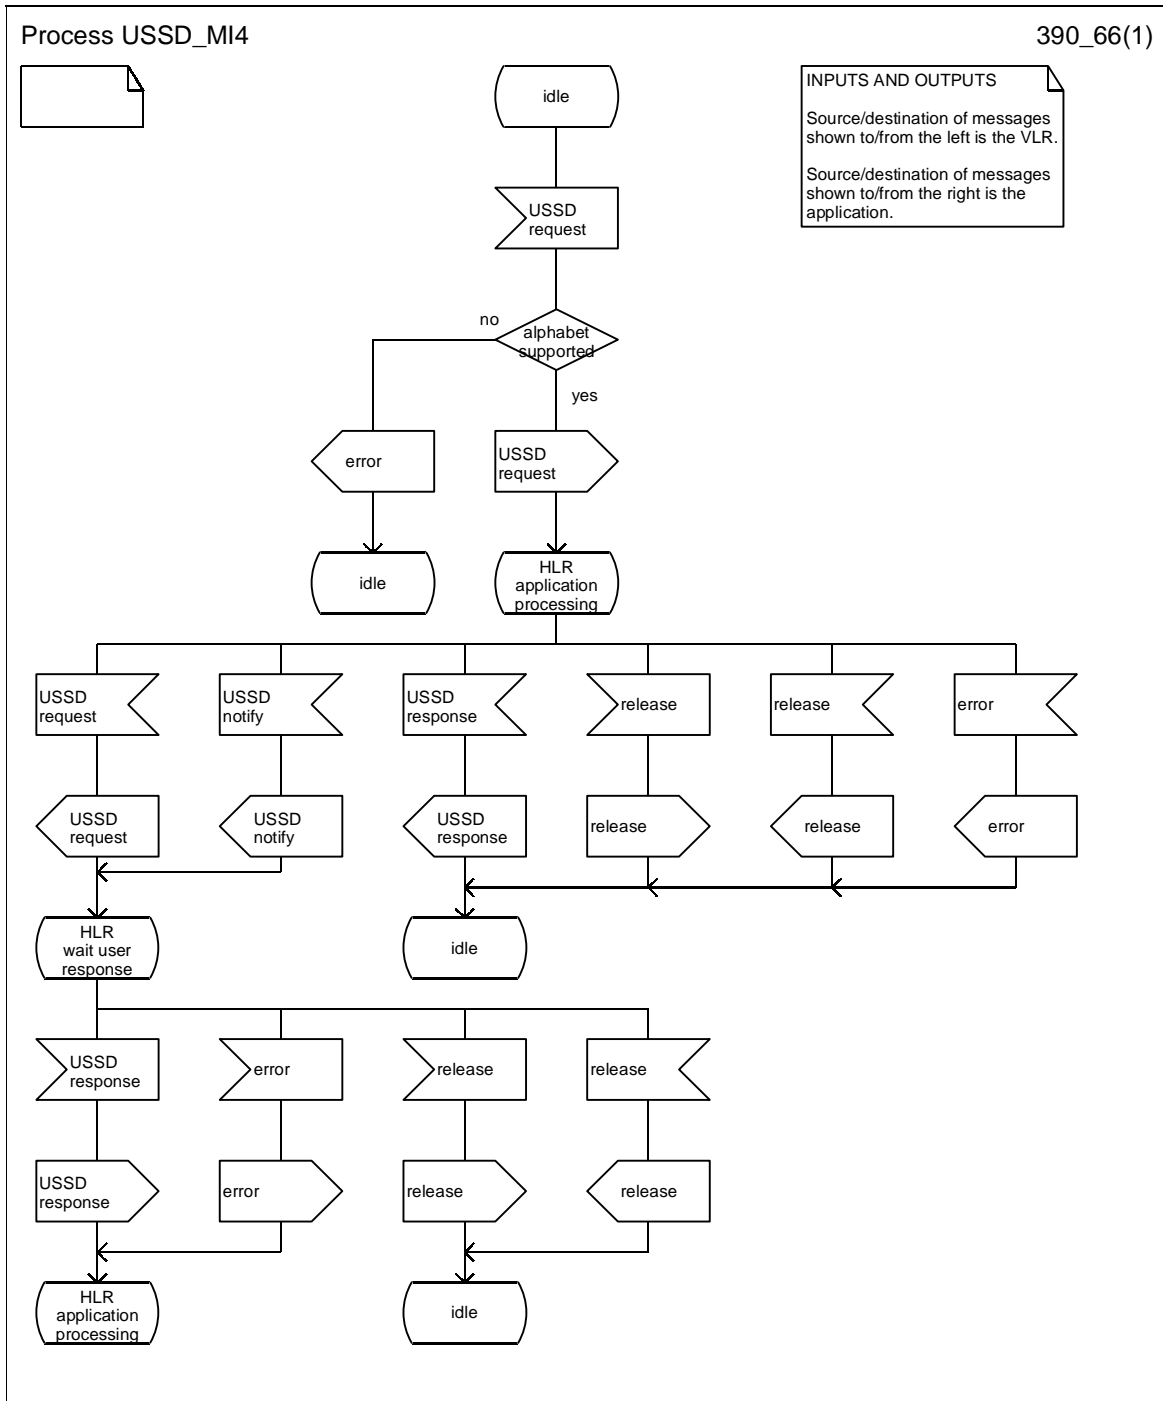 Process USSD_MI4
390_66(1)
idle
INPUTS AND OUTPUTS
Source/destination of messages
shown to/from the left is the VLR.
Source/destination of messages
shown to/from the right is the
application.
USSD
request
no
alphabet
supported
yes
error
USSD
request
idle
HLR
application
processing
USSD
request
USSD
notify
USSD
response
release
release
error
USSD
request
USSD
notify
USSD
response
release
release
error
HLR
wait user
response
idle
USSD
response
error
release
release
USSD
response
error
release
release
HLR
application
processing
idle